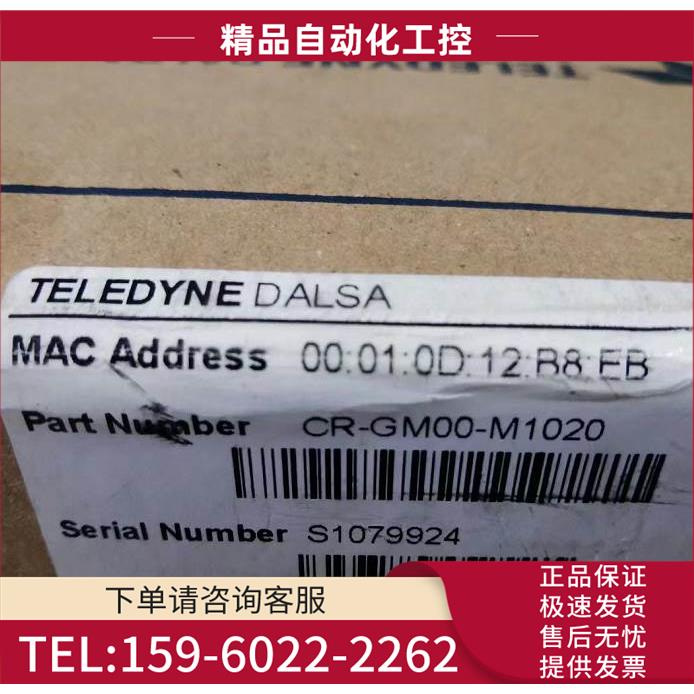 精品自动化工控
TELEDYNE DALSA
MAC Address 00:01:0D:12:B8:EB
Part Number CR-GM00-M1020
Serial Number S1079924
下单请咨询客服
TEL:159-6022-2262
正品保证
极速发货
售后无忧
提供发票